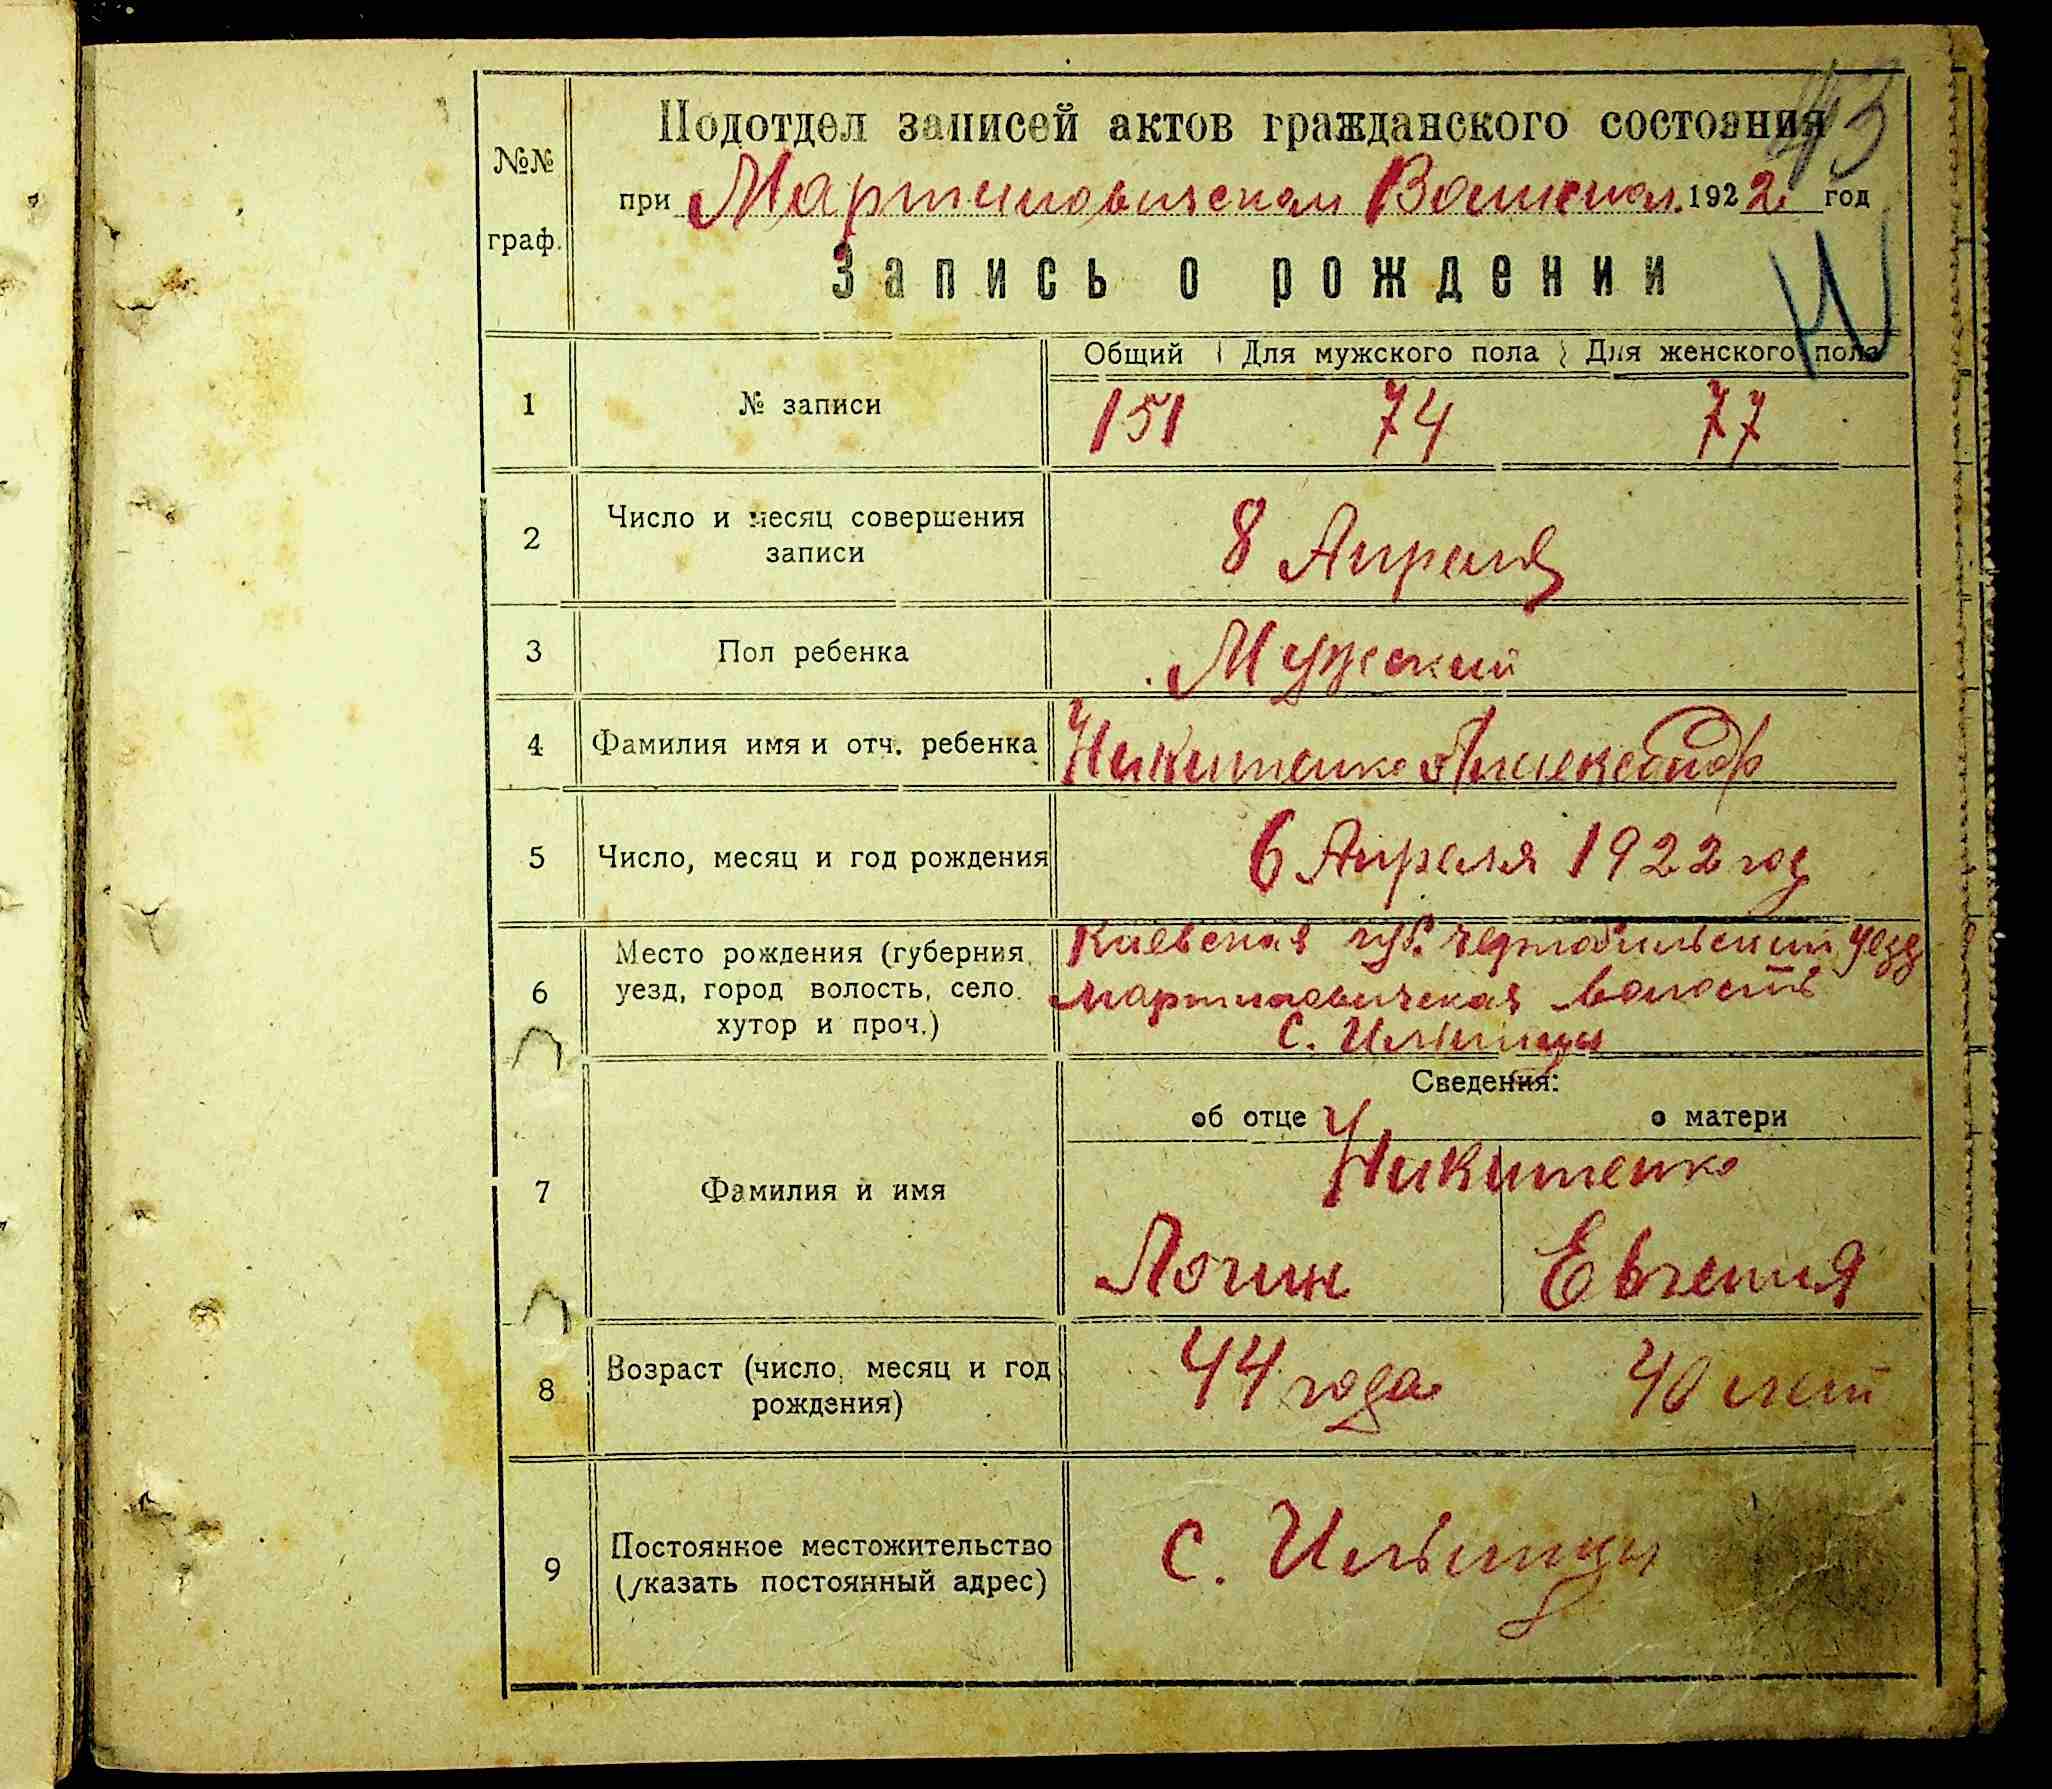 43
Подотдел записей актов гражданского состояния
при Мартиновичском 1922 год
Запись о рождении
№№ граф.
Общий Для мужского пола Для женского пола
1 № записи 151 74 77
2 Число и месяц совершения записи 8 Апреля
3 Пол ребенка Мужский
4 Фамилия имя и отч. ребенка Никитенко Александр
5 Число, месяц и год рождения 6 Апреля 1922 год
6 Место рождения (губерния, уезд, город волость, село, хутор и проч.)
Киевская губ. Чернобильский уезд
Мартиновичская волость
с. Ильинцы
Сведения:
об отце о матери
7 Фамилия и имя
Никитенко
Логин Евгения
8 Возраст (число, месяц и год рождения) 44 года 40 лет
9 Постоянное местожительство (указать постоянный адрес) с. Ильинцы